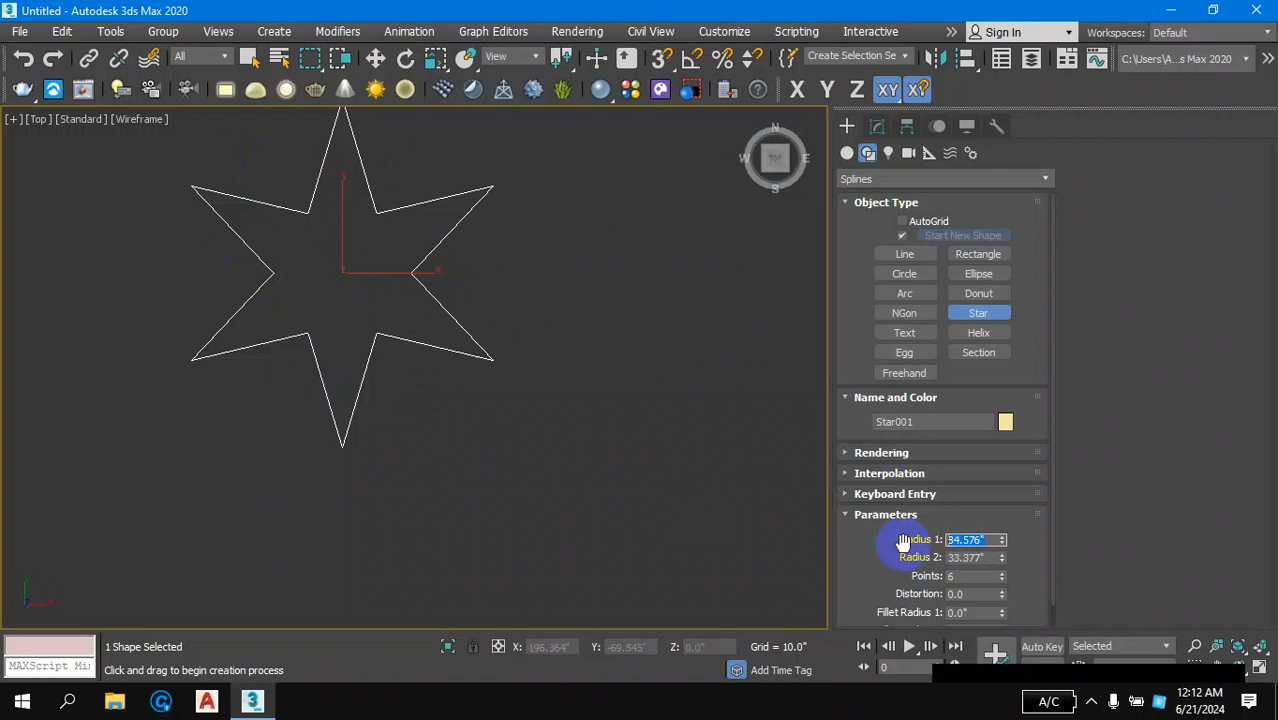 Untitled - Autodesk 3ds Max 2020
File Edit Tools Group Views Create Modifiers Animation Graph Editors Rendering Civil View Customize Scripting Interactive Sign In Workspaces: Default
All View Create Selection Se C:\Users\A...s Max 2020
X Y Z XY
[+] [Top] [Standard] [Wireframe]
N
W TOP E
S
Splines
Object Type
AutoGrid
Start New Shape
Line Rectangle
Circle Ellipse
Arc Donut
NGon Star
Text Helix
Egg Section
Freehand
Name and Color
Star001
Rendering
Interpolation
Keyboard Entry
Parameters
1: 84.576"
Radius 2: 33.377"
Points: 6
Distortion: 0.0
Fillet Radius 1: 0.0"
1 Shape Selected X: 196.364" Y: -69.545" Z: 0.0" Grid = 10.0" Auto Key Selected
MAXScript Mi Click and drag to begin creation process Add Time Tag 0
A/C 12:12 AM
6/21/2024